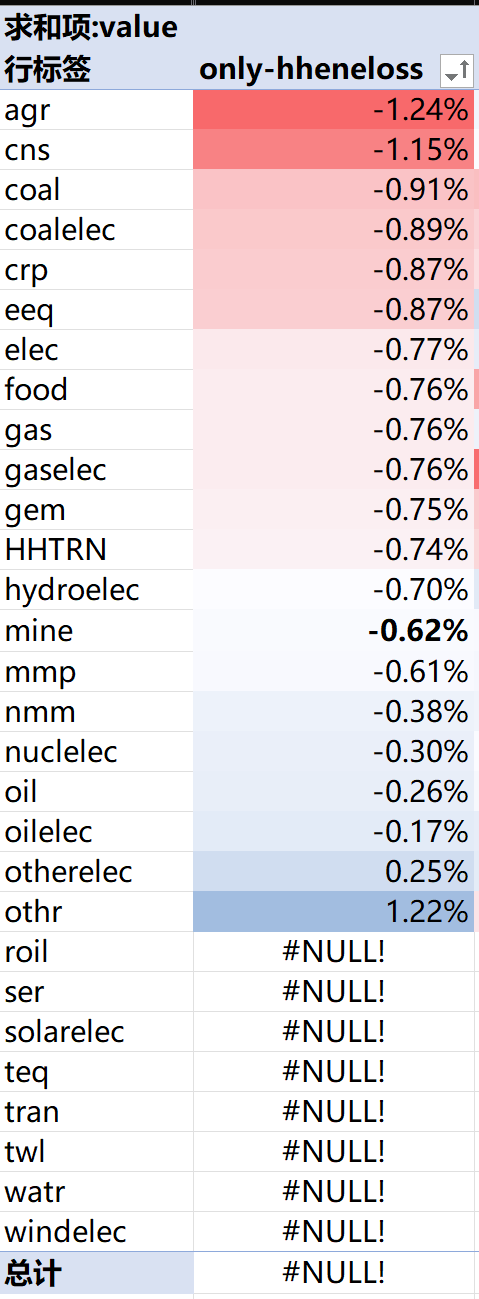 求和项:value
行标签 only-hheneloss
agr -1.24%
cns -1.15%
coal -0.91%
coalelec -0.89%
crp -0.87%
eeq -0.87%
elec -0.77%
food -0.76%
gas -0.76%
gaselec -0.76%
gem -0.75%
HHTRN -0.74%
hydroelec -0.70%
mine -0.62%
mmp -0.61%
nmm -0.38%
nuclelec -0.30%
oil -0.26%
oilelec -0.17%
otherelec 0.25%
othr 1.22%
roil #NULL!
ser #NULL!
solarelec #NULL!
teq #NULL!
tran #NULL!
twl #NULL!
watr #NULL!
windelec #NULL!
总计 #NULL!